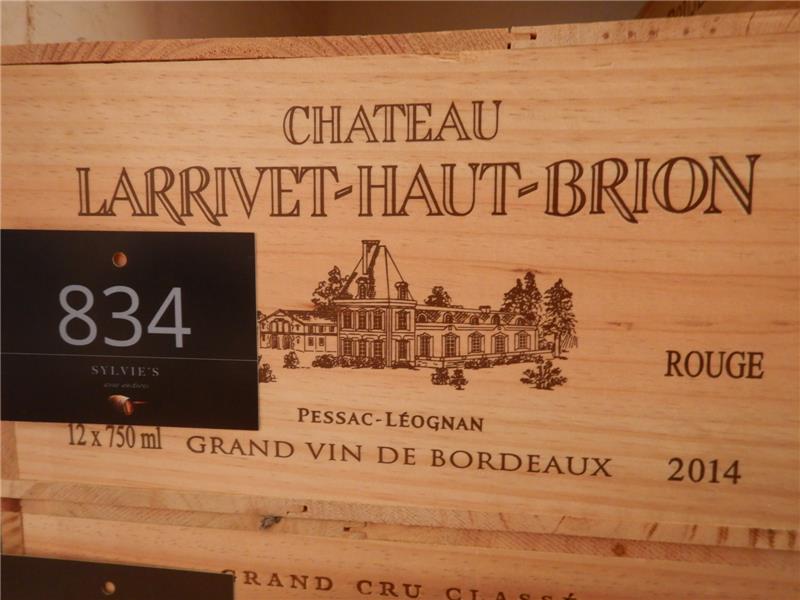 CHATEAU
LARRIVET-HAUT-BRION
834
SYLVIE'S
ROUGE
PESSAC-LÉOGNAN
12 x 750 ml
GRAND VIN DE BORDEAUX
2014
GRAND CRU CLASSÉ